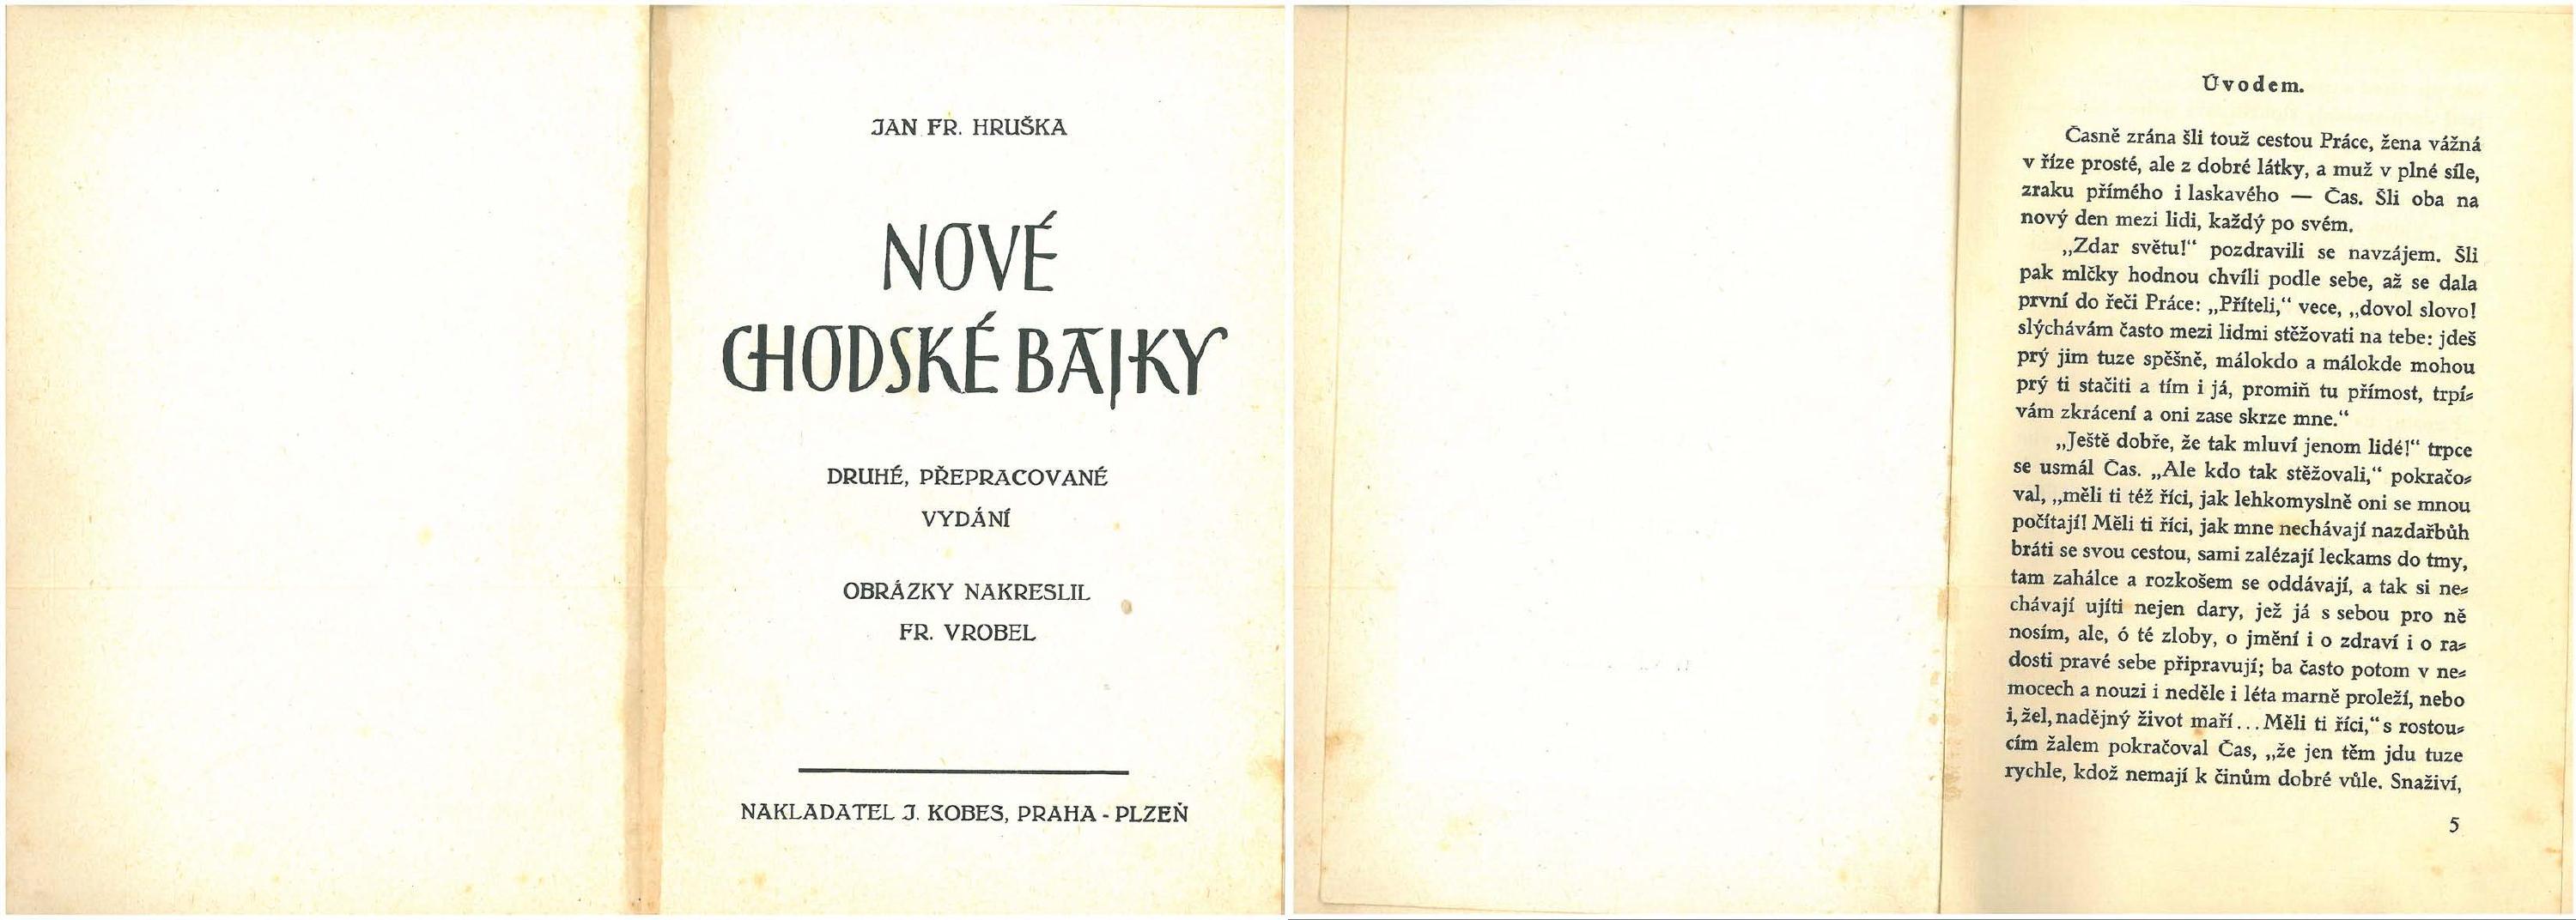 JAN FR. HRUŠKA
NOVÉ
CHODSKÉ BAJKY
DRUHÉ, PŘEPRACOVANÉ
VYDÁNÍ
OBRÁZKY NAKRESLIL
FR. VROBEL
NAKLADATEL J. KOBES, PRAHA - PLZEŇ
Úvodem.
Časně zrána šli touž cestou Práce, žena vážná
v říze prosté, ale z dobré látky, a muž v plné síle,
zraku přímého i laskavého — Čas. Šli oba na
nový den mezi lidi, každý po svém.
„Zdar světu!“ pozdravili se navzájem. Šli
pak mlčky hodnou chvíli podle sebe, až se dala
první do řeči Práce: „Příteli,“ vece, „dovol slovo!
slýchávám často mezi lidmi stěžovati na tebe: jdeš
prý jim tuze spěšně, málokdo a málokde mohou
prý ti stačiti a tím i já, promiň tu přímost, trpí-
vám zkrácení a oni zase skrze mne.“
„Ještě dobře, že tak mluví jenom lidé!“ trpce
se usmál Čas. „Ale kdo tak stěžovali,“ pokračo-
val, „měli ti též říci, jak lehkomyslně oni se mnou
počítají! Měli ti říci, jak mne nechávají nazdařbůh
bráti se svou cestou, sami zalézají leckams do tmy,
tam zahálce a rozkošem se oddávají, a tak si ne-
chávají ujíti nejen dary, jež já s sebou pro ně
nosím, ale, ó té zloby, o jmění i o zdraví i o ra-
dosti pravé sebe připravují; ba často potom v ne-
mocech a nouzi i neděle i léta marně proleží, nebo
i, žel, nadějný život maří... Měli ti říci,“ s rostou-
cím žalem pokračoval Čas, „že jen těm jdu tuze
rychle, kdož nemají k činům dobré vůle. Snaživí,
5